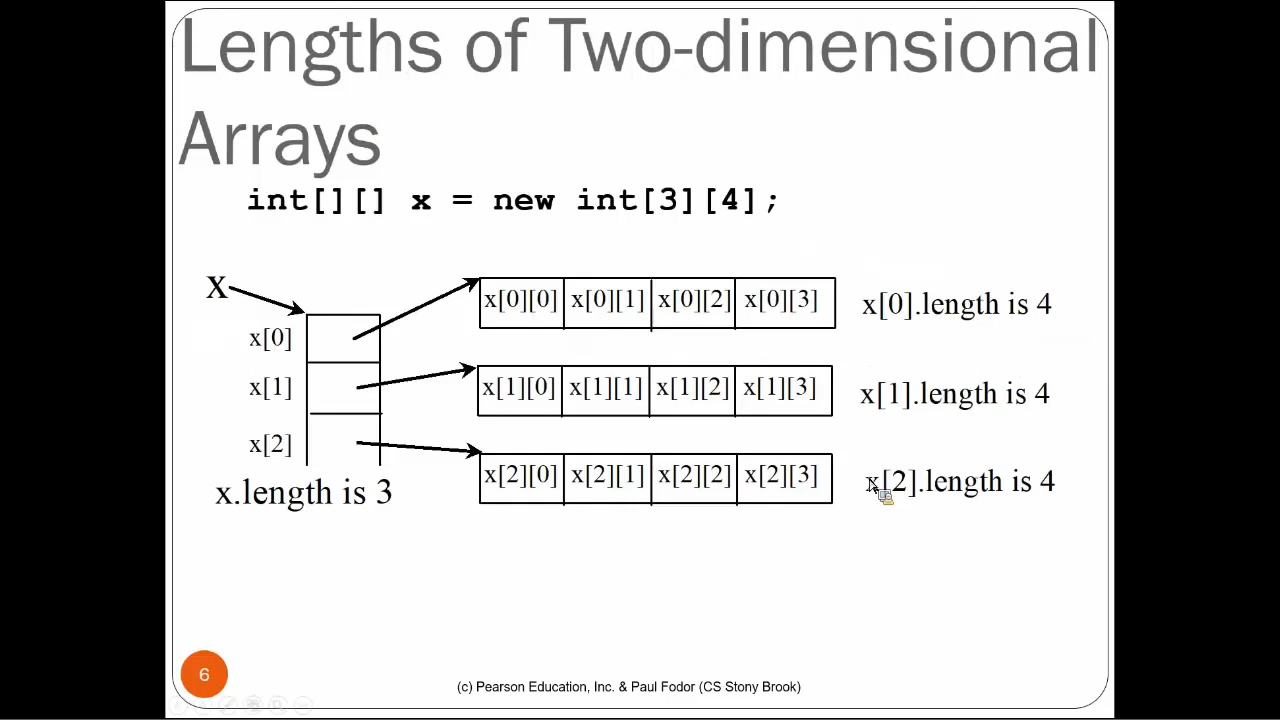 Lengths of Two-dimensional
Arrays
int[][] x = new int[3][4];
x
x[0]
x[1]
x[2]
x.length is 3
x[0][0] x[0][1] x[0][2] x[0][3] x[0].length is 4
x[1][0] x[1][1] x[1][2] x[1][3] x[1].length is 4
x[2][0] x[2][1] x[2][2] x[2][3] x[2].length is 4
6
(c) Pearson Education, Inc. & Paul Fodor (CS Stony Brook)